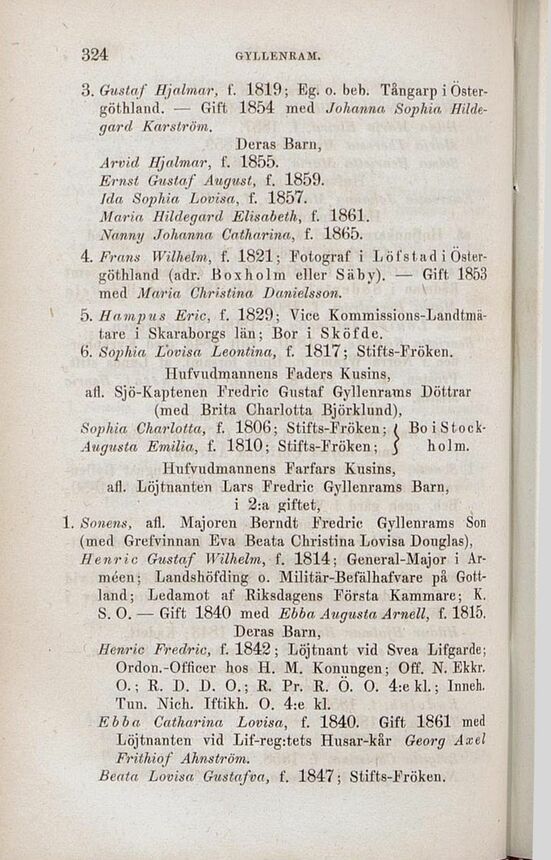 324 GYLLENRAM.
3. Gustaf Hjalmar, f. 1819; Eg. o. beb. Tångarp i Öster-
göthland. — Gift 1854 med Johanna Sophia Hilde-
gard Karström.
Deras Barn,
Arvid Hjalmar, f. 1855.
Ernst Gustaf August, f. 1859.
Ida Sophia Lovisa, f. 1857.
Maria Hildegard Elisabeth, f. 1861.
Nanny Johanna Catharina, f. 1865.
4. Frans Wilhelm, f. 1821; Fotograf i Löfstad i Öster-
göthland (adr. Boxholm eller Säby). — Gift 1853
med Maria Christina Danielsson.
5. Hampus Eric, f. 1829; Vice Kommissions-Landtmä-
tare i Skaraborgs län; Bor i Sköfde.
6. Sophia Lovisa Leontina, f. 1817; Stifts-Fröken.
Hufvudmannens Faders Kusins,
afl. Sjö-Kaptenen Fredric Gustaf Gyllenrams Döttrar
(med Brita Charlotta Björklund),
Sophia Charlotta, f. 1806; Stifts-Fröken; } Bo i Stock-
Augusta Emilia, f. 1810; Stifts-Fröken; } holm.
Hufvudmannens Farfars Kusins,
afl. Löjtnanten Lars Fredric Gyllenrams Barn,
i 2:a giftet,
1. Sonens, afl. Majoren Berndt Fredric Gyllenrams Son
(med Grefvinnan Eva Beata Christina Lovisa Douglas),
Henric Gustaf Wilhelm, f. 1814; General-Major i Ar-
méen; Landshöfding o. Militär-Befälhafvare på Gott-
land; Ledamot af Riksdagens Första Kammare; K.
S. O. — Gift 1840 med Ebba Augusta Arnell, f. 1815.
Deras Barn,
Henric Fredric, f. 1842; Löjtnant vid Svea Lifgarde;
Ordon.-Officer hos H. M. Konungen; Off. N. Ekkr.
O.; R. D. D. O.; R. Pr. R. Ö. O. 4:e kl.; Inneh.
Tun. Nich. Iftikh. O. 4:e kl.
Ebba Catharina Lovisa, f. 1840. Gift 1861 med
Löjtnanten vid Lif-reg:tets Husar-kår Georg Axel
Frithiof Ahnström.
Beata Lovisa Gustafva, f. 1847; Stifts-Fröken.